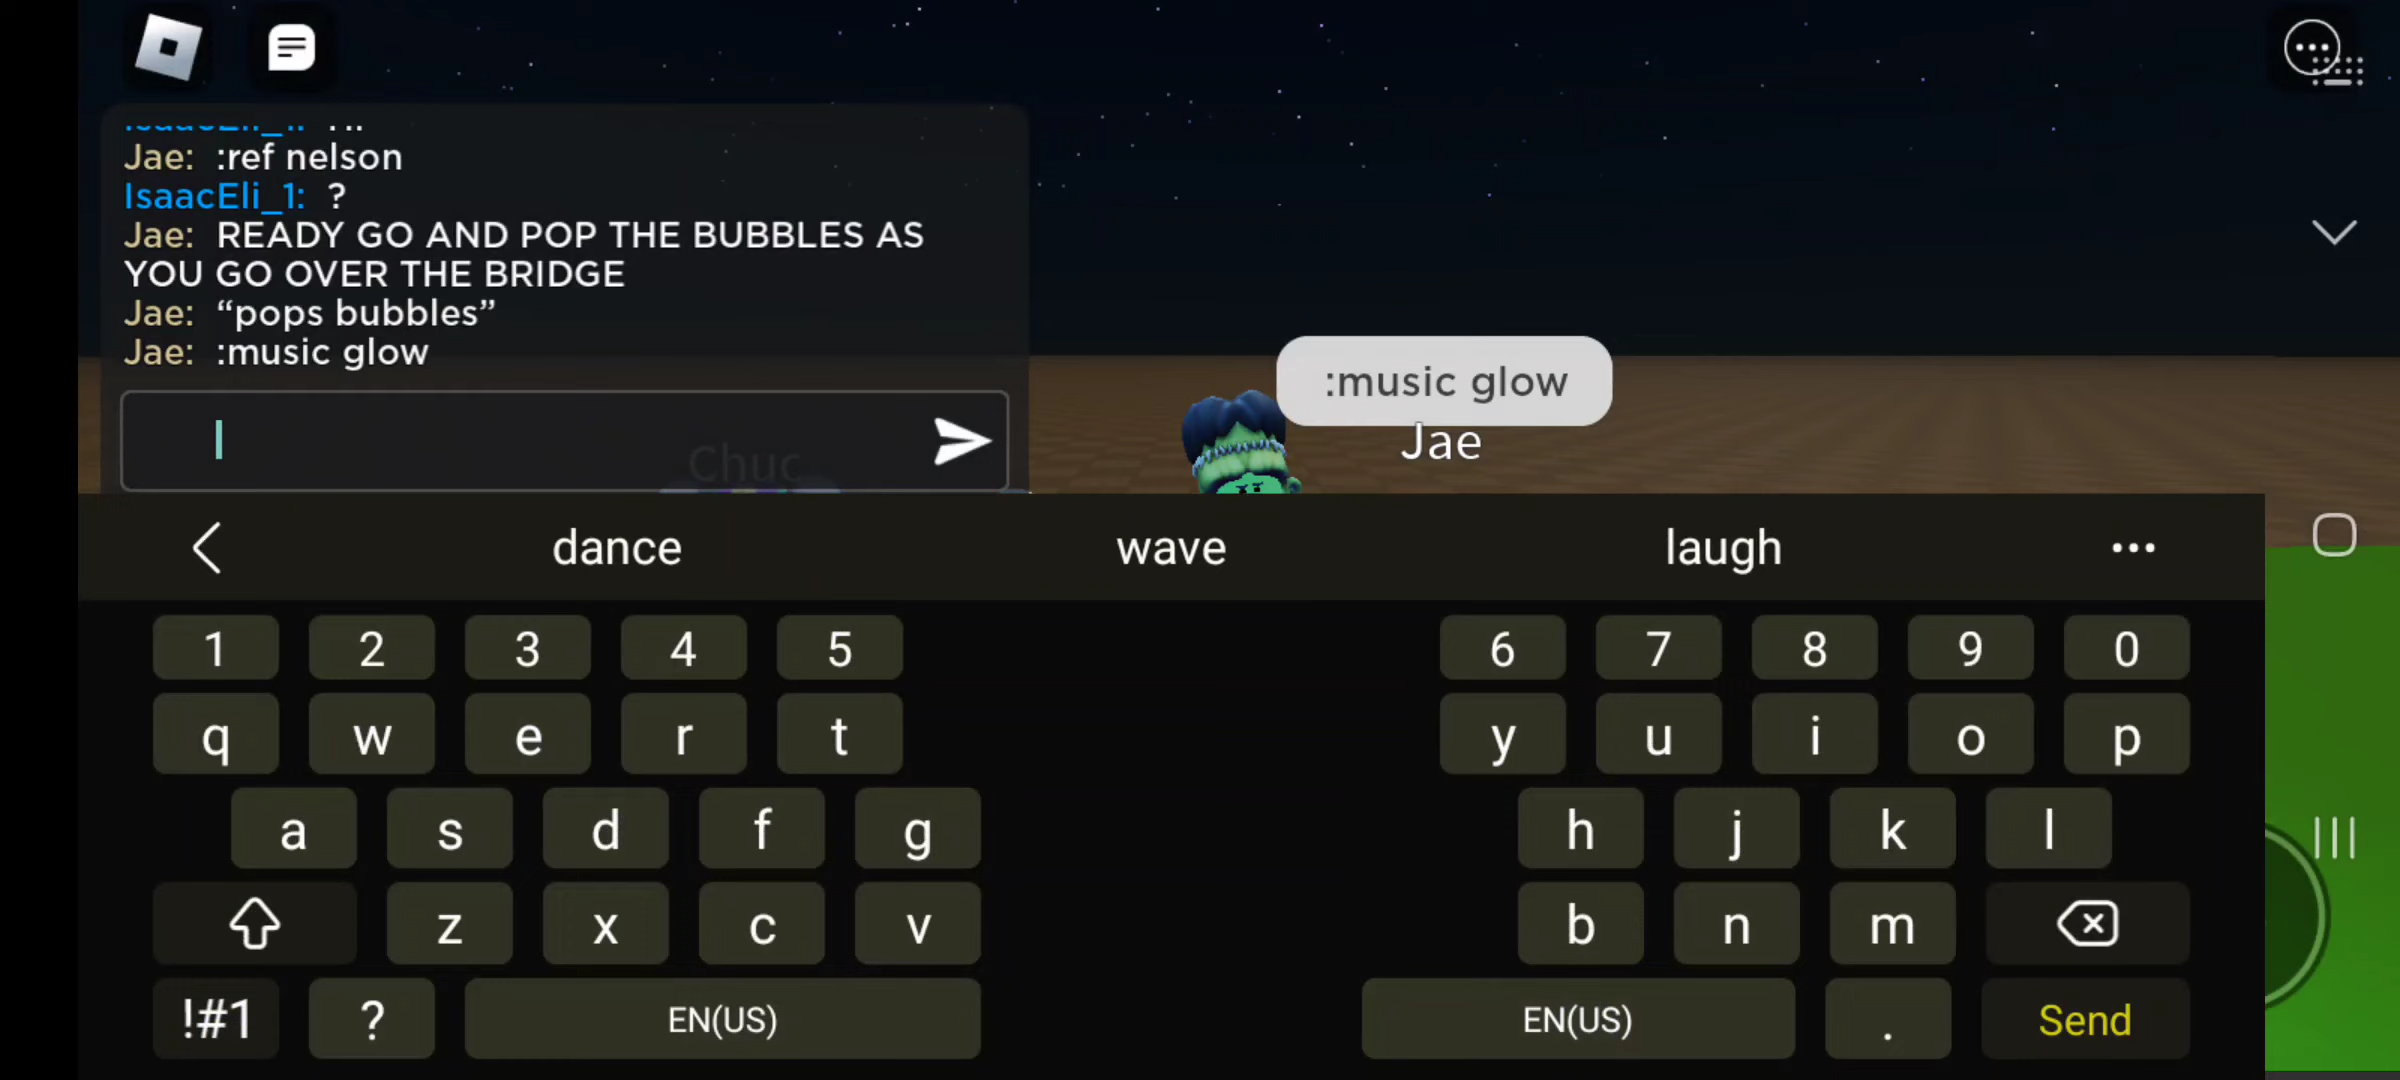 Jae: :ref nelson
IsaacEli_1: ?
Jae: READY GO AND POP THE BUBBLES AS
YOU GO OVER THE BRIDGE
Jae: “pops bubbles”
Jae: :music glow
:music glow
Jae
Chuc
dance wave laugh
1 2 3 4 5 6 7 8 9 0
q w e r t y u i o p
a s d f g h j k l
z x c v b n m
!#1 ? EN(US) EN(US) . Send